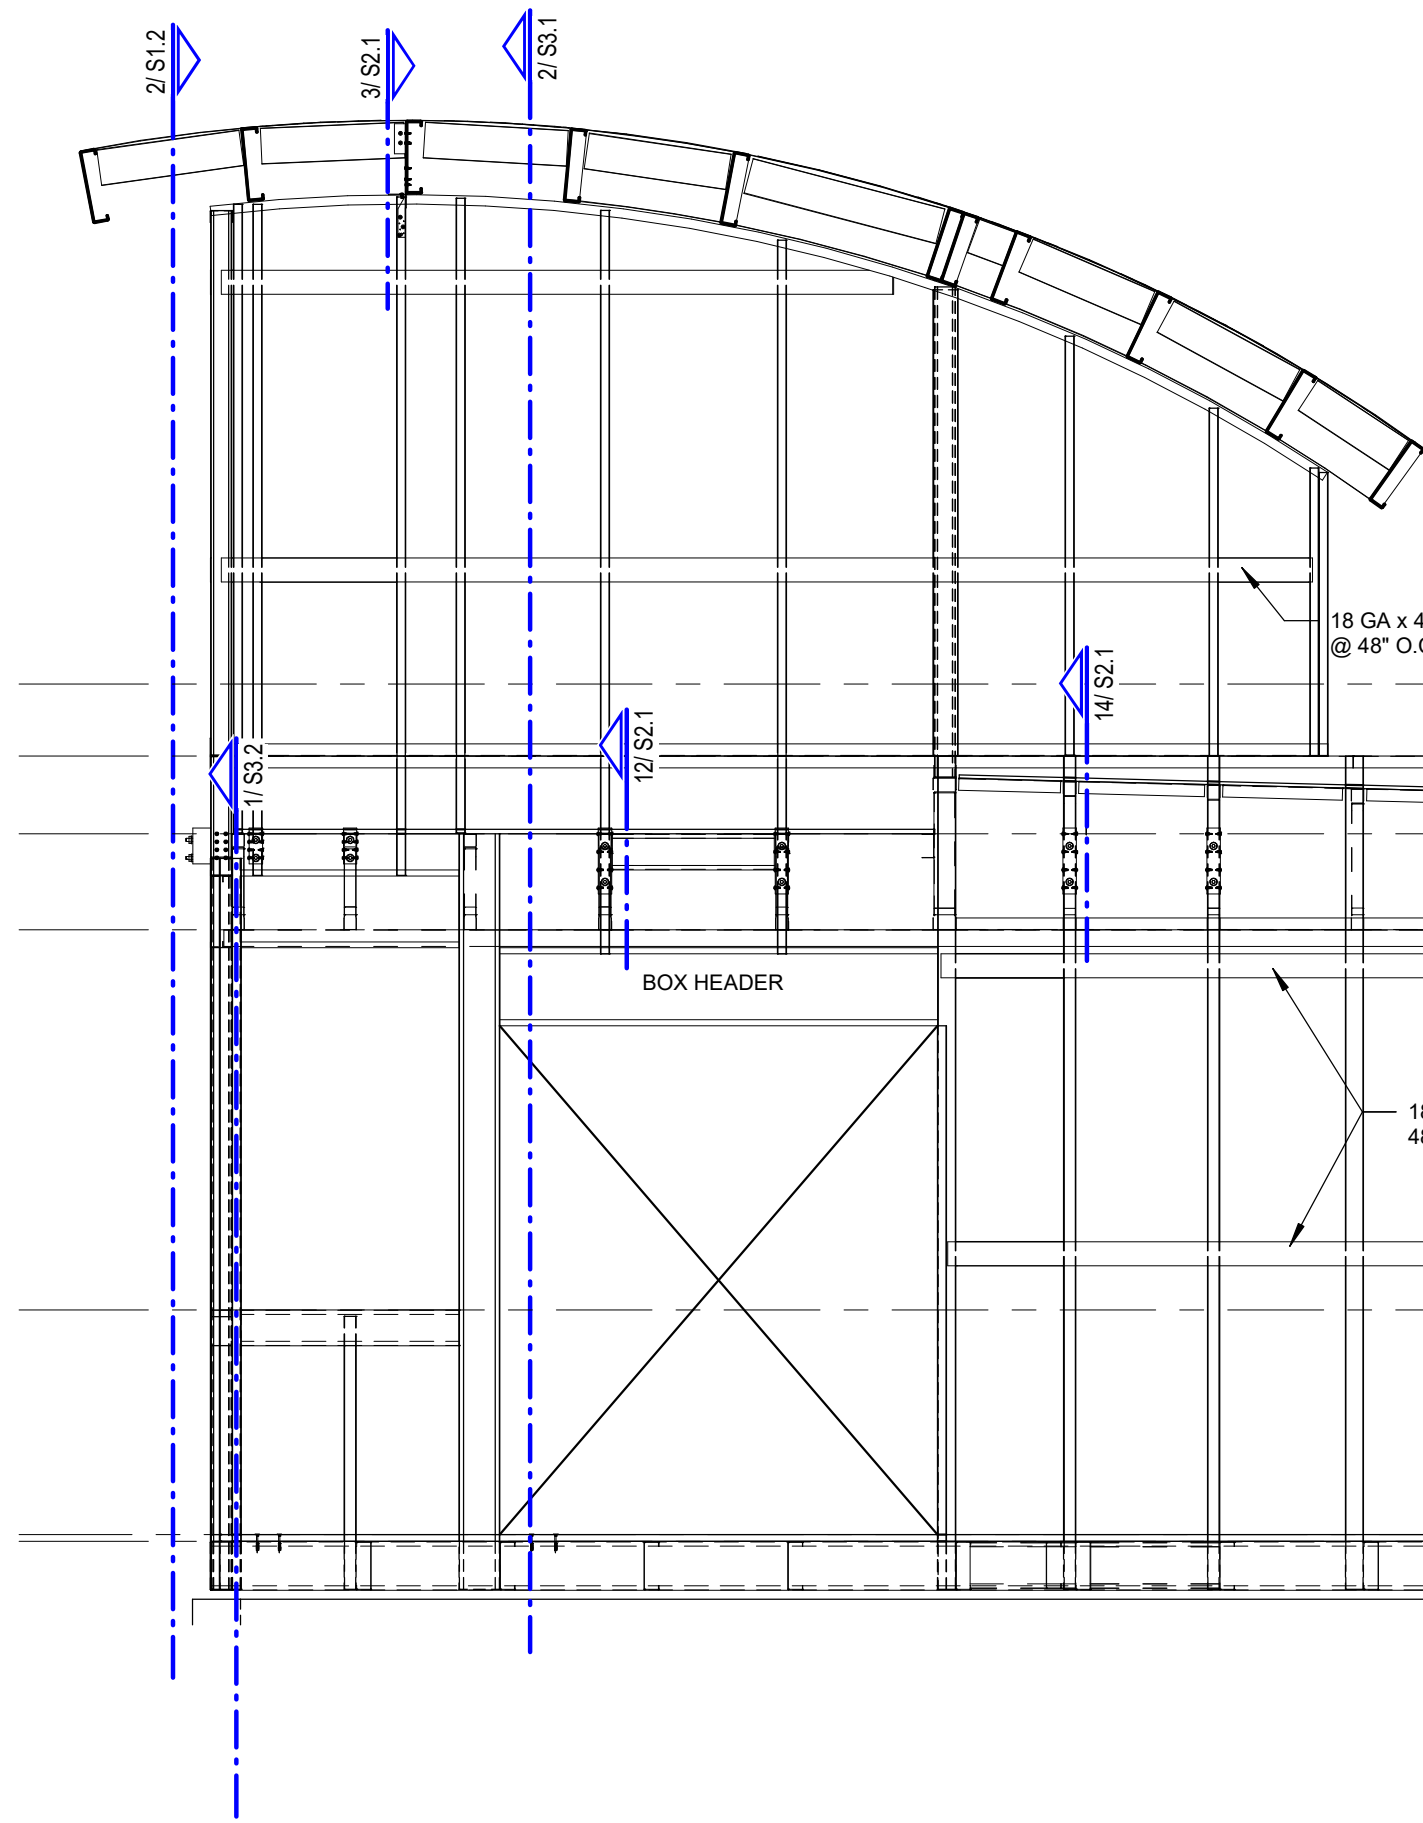 2/ S1.2
3/ S2.1
2/ S3.1
18 GA x 4
@ 48" O.
14/ S2.1
12/ S2.1
1/ S3.2
BOX HEADER
18
48